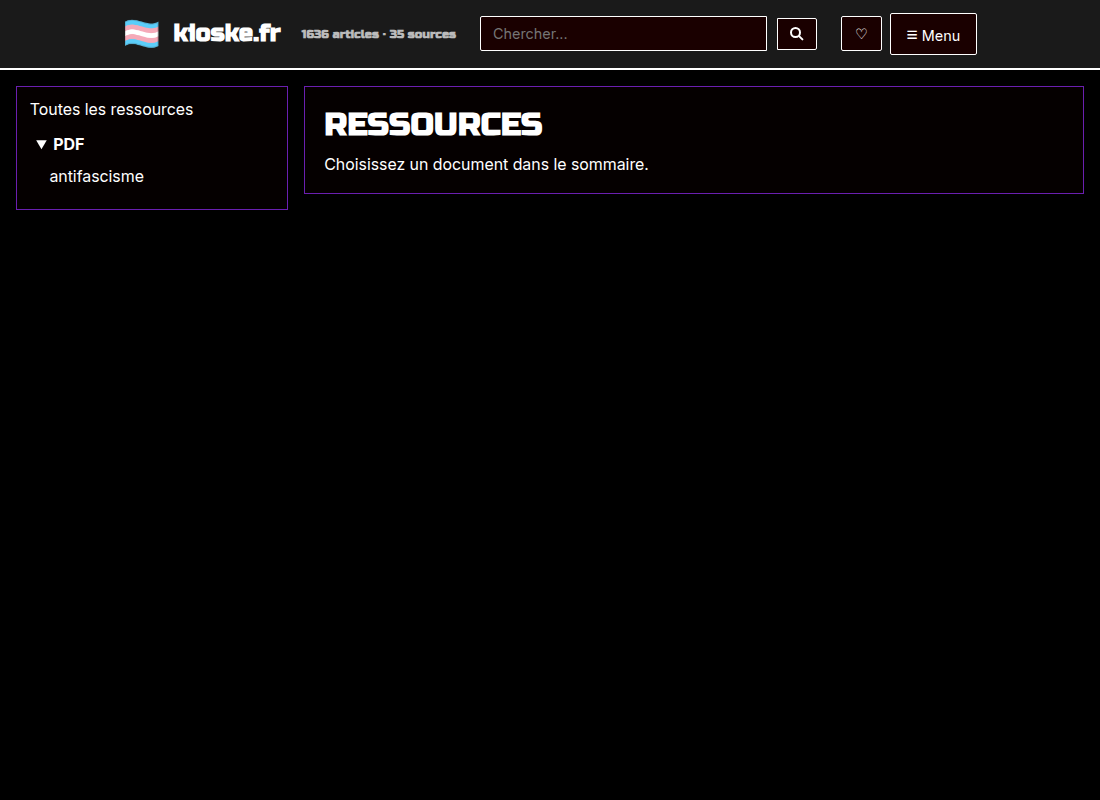 kioske.fr
1636 articles · 35 sources
Chercher...
♡
≡ Menu
Toutes les ressources
▼ PDF
antifascisme
RESSOURCES
Choisissez un document dans le sommaire.